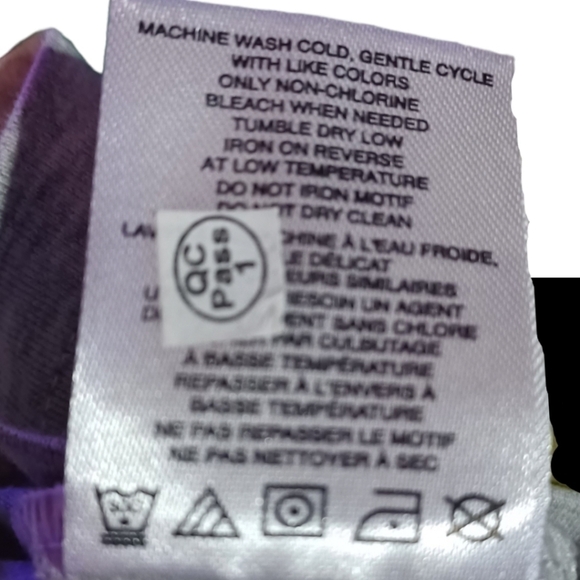 MACHINE WASH COLD, GENTLE CYCLE
WITH LIKE COLORS
ONLY NON-CHLORINE
BLEACH WHEN NEEDED
TUMBLE DRY LOW
IRON ON REVERSE
AT LOW TEMPERATURE
DO NOT IRON MOTIF
DO NOT DRY CLEAN
À L'EAU FROIDE.
DÉLICAT
SIMILAIRES
BESOIN UN AGENT
SANS CHLORE
PAR CULBUTAGE
À BASSE TEMPÉRATURE
REPASSER À L'ENVERS À
BASSE TEMPÉRATURE
NE PAS REPASSER LE MOTIF
NE PAS NETTOYER À SEC
QC
Pass
1